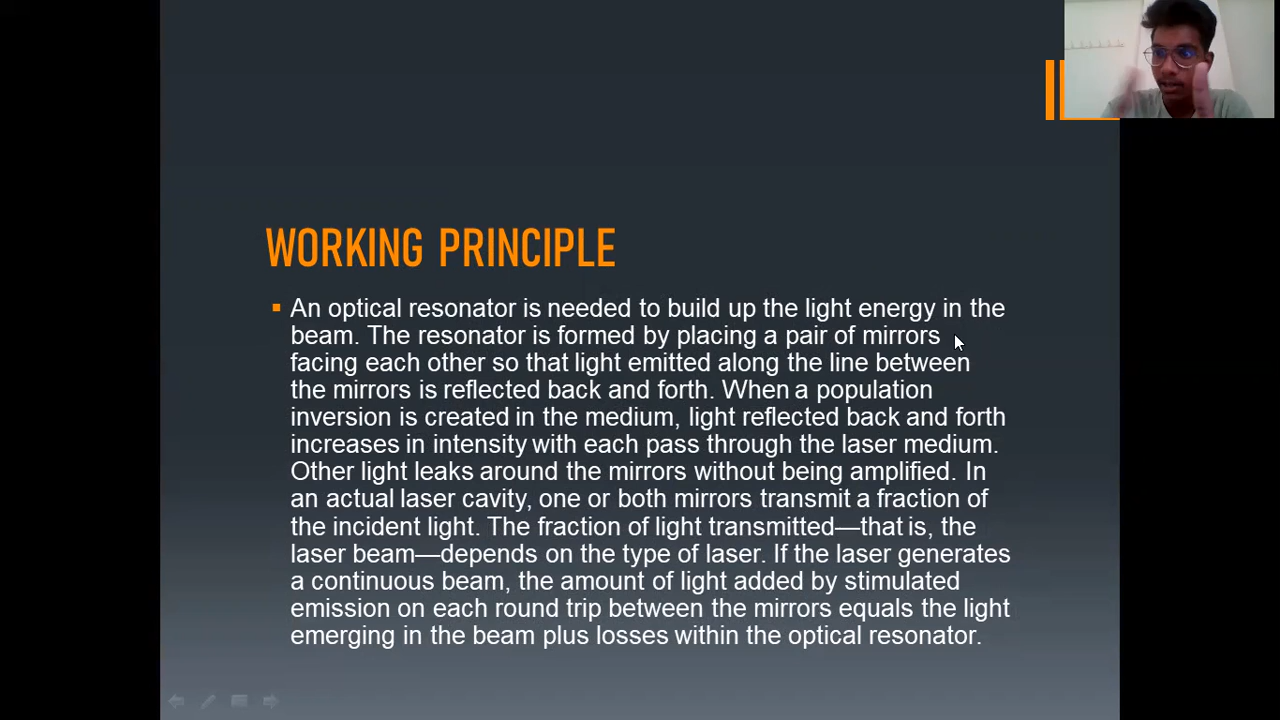 WORKING PRINCIPLE
An optical resonator is needed to build up the light energy in the
beam. The resonator is formed by placing a pair of mirrors
facing each other so that light emitted along the line between
the mirrors is reflected back and forth. When a population
inversion is created in the medium, light reflected back and forth
increases in intensity with each pass through the laser medium.
Other light leaks around the mirrors without being amplified. In
an actual laser cavity, one or both mirrors transmit a fraction of
the incident light. The fraction of light transmitted—that is, the
laser beam—depends on the type of laser. If the laser generates
a continuous beam, the amount of light added by stimulated
emission on each round trip between the mirrors equals the light
emerging in the beam plus losses within the optical resonator.